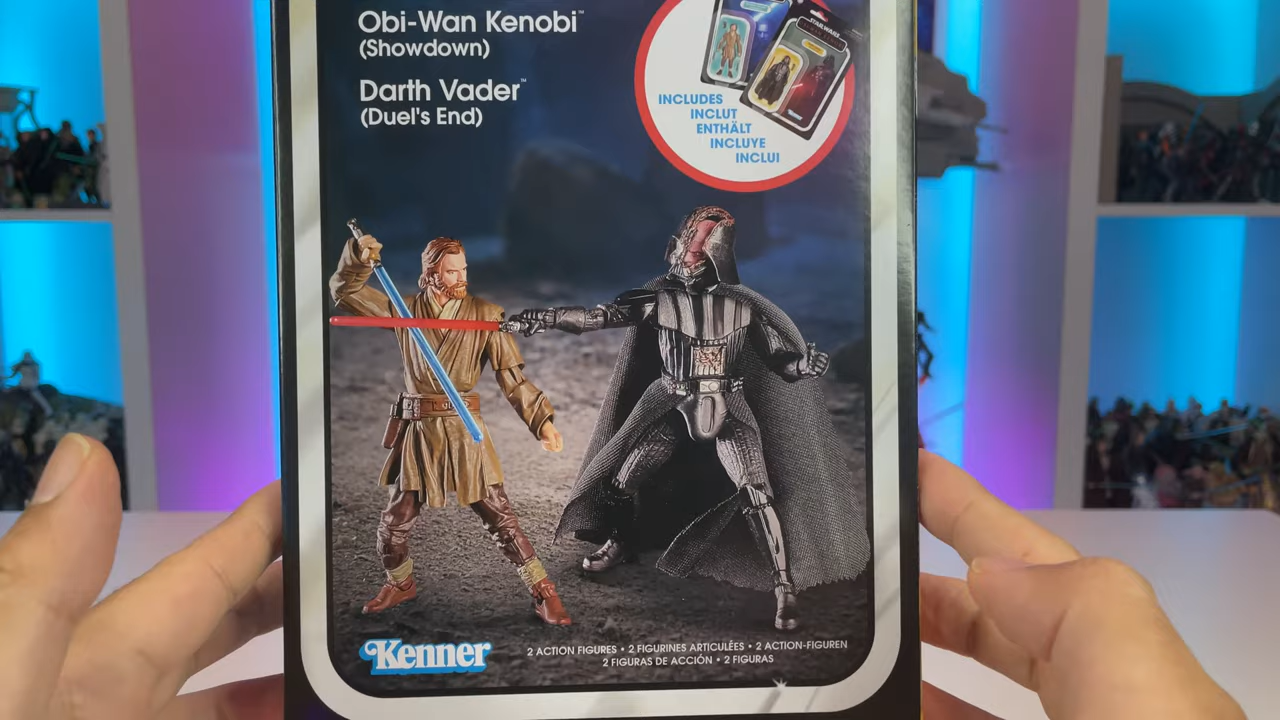 Obi-Wan Kenobi™
(Showdown)
Darth Vader™
(Duel's End)
STAR WARS
INCLUDES
INCLUT
ENTHÄLT
INCLUYE
INCLUI
Kenner
2 ACTION FIGURES • 2 FIGURINES ARTICULÉES • 2 ACTION-FIGUREN
2 FIGURAS DE ACCIÓN • 2 FIGURAS